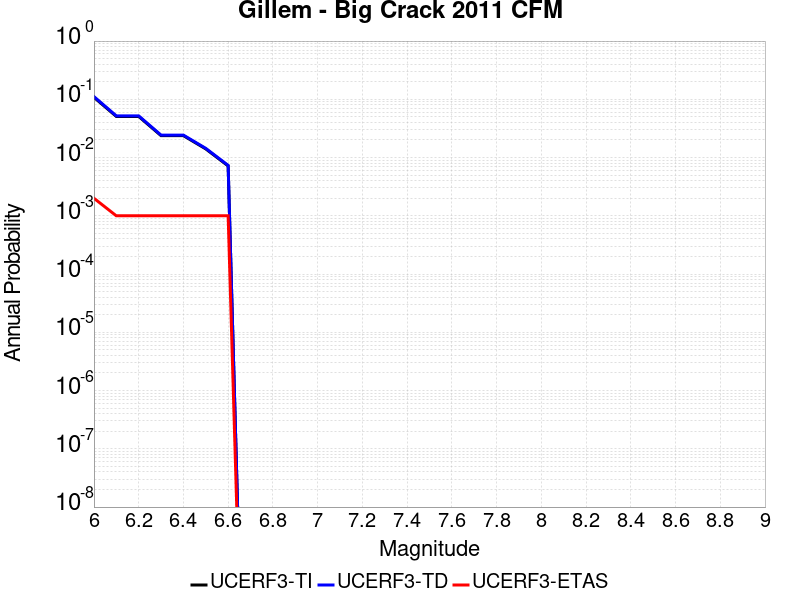 Gillem - Big Crack 2011 CFM
10^0
10^-1
10^-2
10^-3
10^-4
10^-5
10^-6
10^-7
10^-8
Annual Probability
6 6.2 6.4 6.6 6.8 7 7.2 7.4 7.6 7.8 8 8.2 8.4 8.6 8.8 9
Magnitude
UCERF3-TI UCERF3-TD UCERF3-ETAS